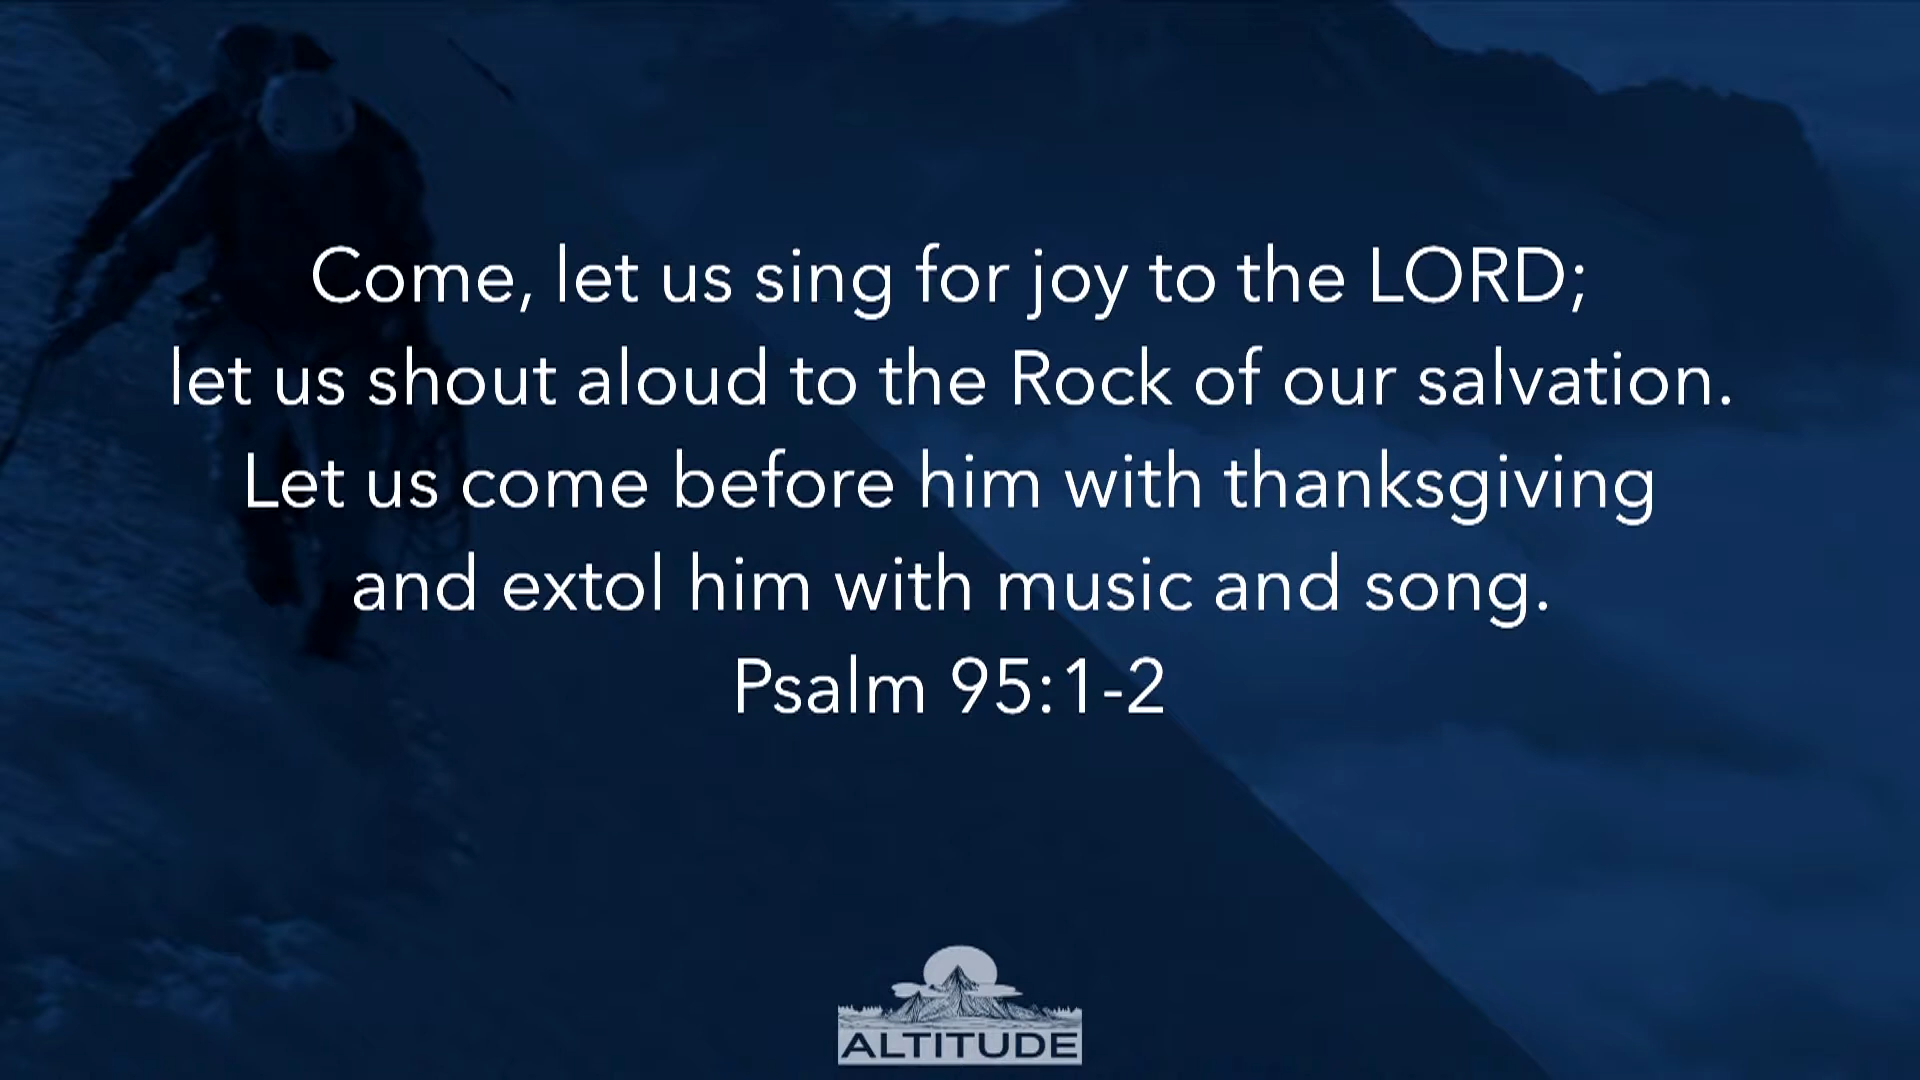 Come, let us sing for joy to the LORD;
let us shout aloud to the Rock of our salvation.
Let us come before him with thanksgiving
and extol him with music and song.
Psalm 95:1-2
ALTITUDE